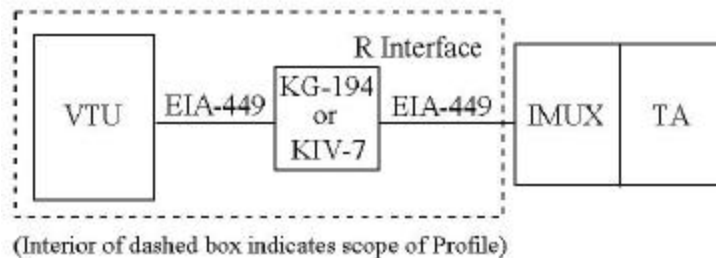 R Interface
VTU
EIA-449
KG-194
or
KIV-7
EIA-449
IMUX
TA
(Interior of dashed box indicates scope of Profile)